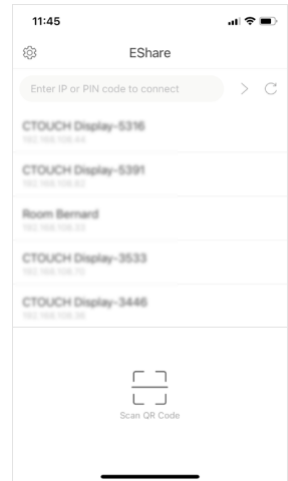 11:45
EShare
Enter IP or PIN code to connect
CTOUCH Display-5316
CTOUCH Display-5391
Room Bernard
CTOUCH Display-3533
CTOUCH Display-3446
Scan QR Code